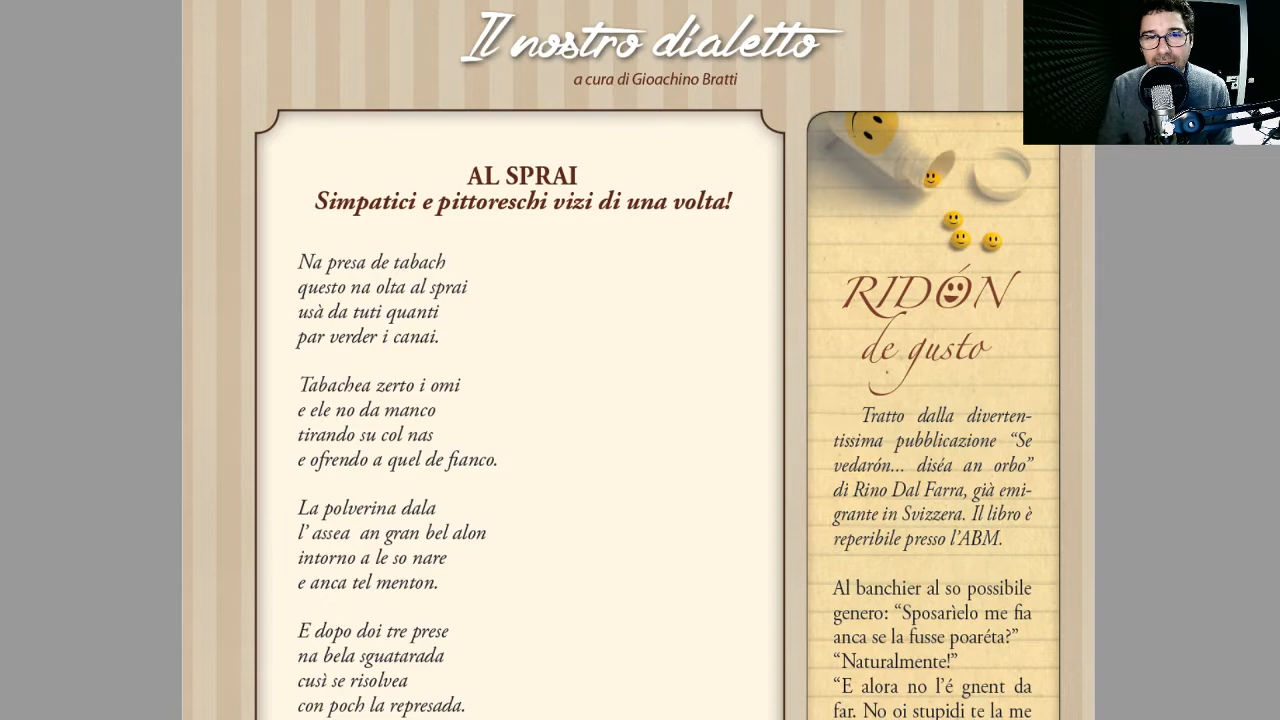 Il nostro dialetto
a cura di Gioachino Bratti
AL SPRAI
Simpatici e pittoreschi vizi di una volta!
Na presa de tabach
questo na olta al sprai
usà da tuti quanti
par verder i canai.
Tabachea zerto i omi
e ele no da manco
tirando su col nas
e ofrendo a quel de fianco.
La polverina dala
l’ assea an gran bel alon
intorno a le so nare
e anca tel menton.
E dopo doi tre prese
na bela sguatarada
cusì se risolvea
con poch la represada.
RIDÓN
de gusto
Tratto dalla diverten-
tissima pubblicazione “Se
vedarón... diséa an orbo”
di Rino Dal Farra, già emi-
grante in Svizzera. Il libro è
reperibile presso l’ABM.
Al banchier al so possibile
genero: “Sposarìelo me fia
anca se la fusse poaréta?”
“Naturalmente!”
“E alora no l’é gnent da
far. No oi stupidi te la me